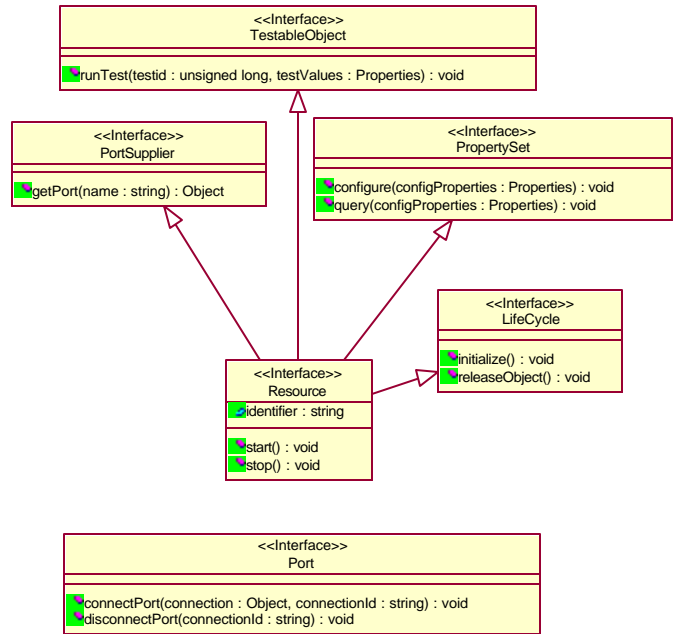 <<Interface>>
TestableObject
runTest(testid : unsigned long, testValues : Properties) : void
<<Interface>>
PortSupplier
getPort(name : string) : Object
<<Interface>>
PropertySet
configure(configProperties : Properties) : void
query(configProperties : Properties) : void
<<Interface>>
LifeCycle
initialize() : void
releaseObject() : void
<<Interface>>
Resource
identifier : string
start() : void
stop() : void
<<Interface>>
Port
connectPort(connection : Object, connectionId : string) : void
disconnectPort(connectionId : string) : void